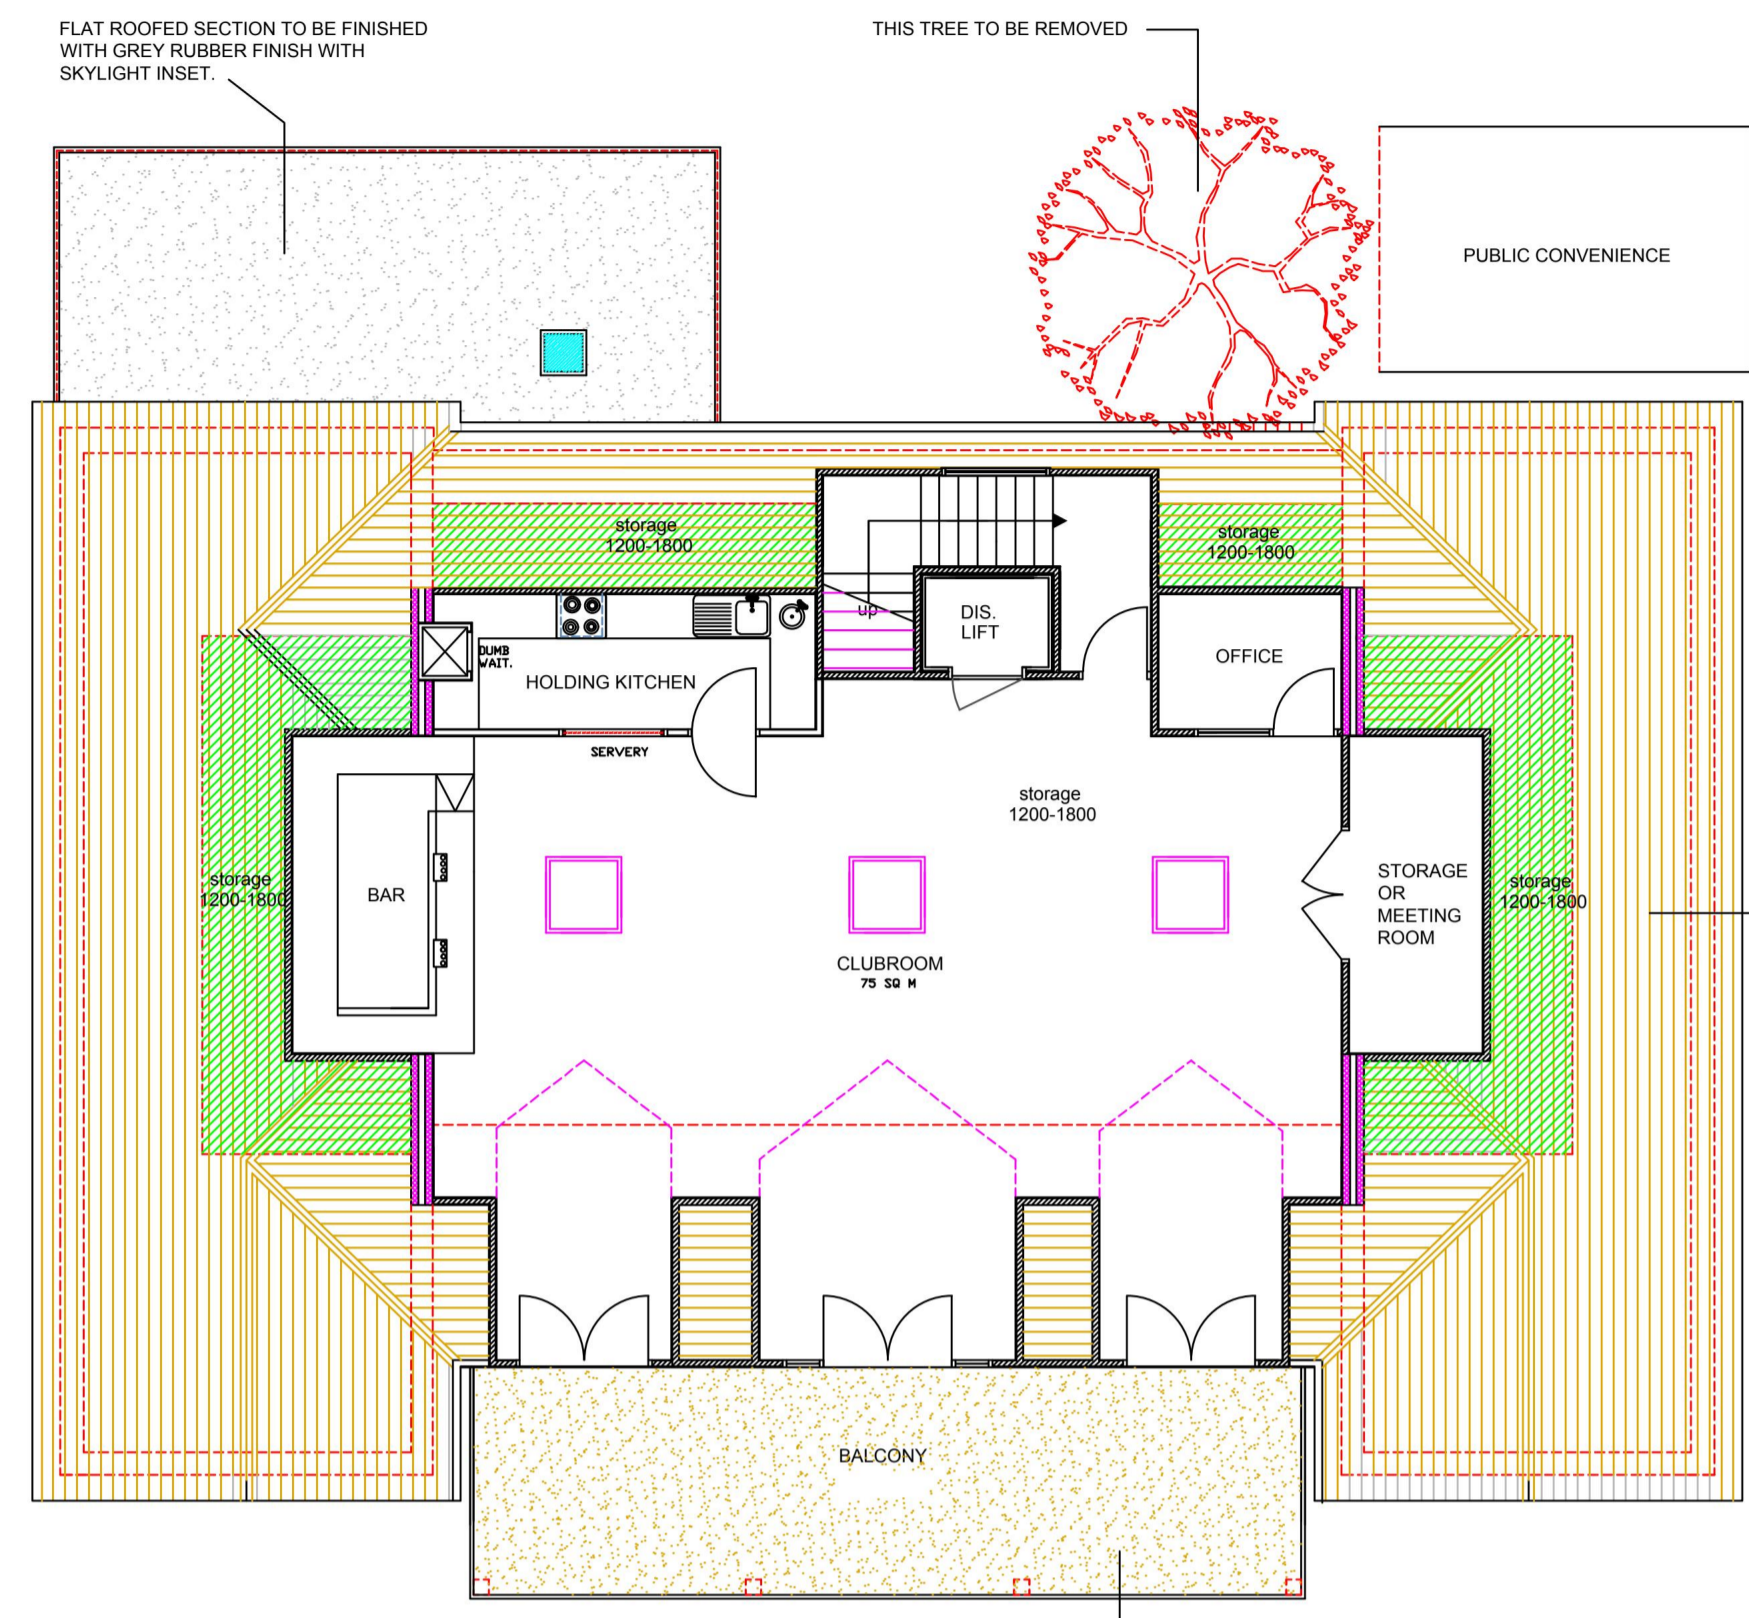 FLAT ROOFED SECTION TO BE FINISHED
WITH GREY RUBBER FINISH WITH
SKYLIGHT INSET.
THIS TREE TO BE REMOVED
PUBLIC CONVENIENCE
storage
1200-1800
storage
1200-1800
up
DIS.
LIFT
DUMB
WAIT.
HOLDING KITCHEN
OFFICE
SERVERY
storage
1200-1800
storage
1200-1800
BAR
STORAGE
OR
MEETING
ROOM
storage
1200-1800
CLUBROOM
75 SQ M
BALCONY